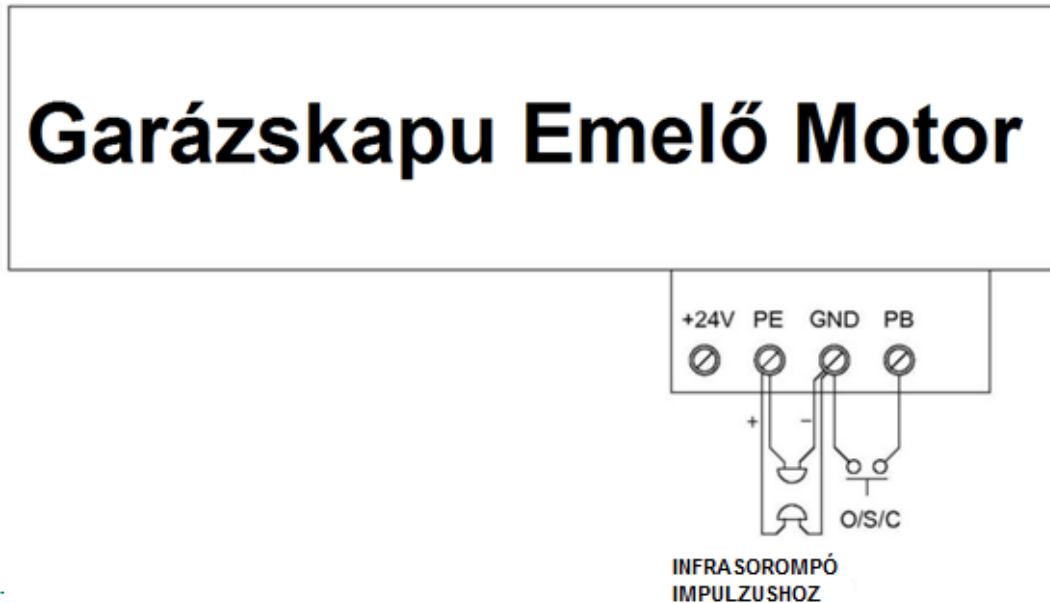 Garázskapu Emelő Motor
+24V PE GND PB
+ −
O/S/C
INFRASOROMPÓ
IMPULZUSHOZ